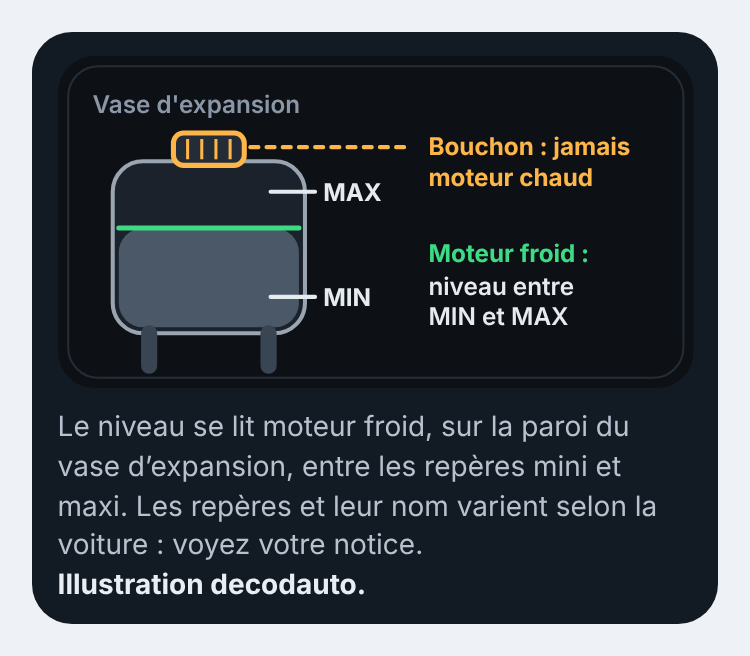 Vase d'expansion
Bouchon : jamais
moteur chaud
MAX
Moteur froid :
niveau entre
MIN et MAX
MIN
Le niveau se lit moteur froid, sur la paroi du
vase d’expansion, entre les repères mini et
maxi. Les repères et leur nom varient selon la
voiture : voyez votre notice.
Illustration decodauto.